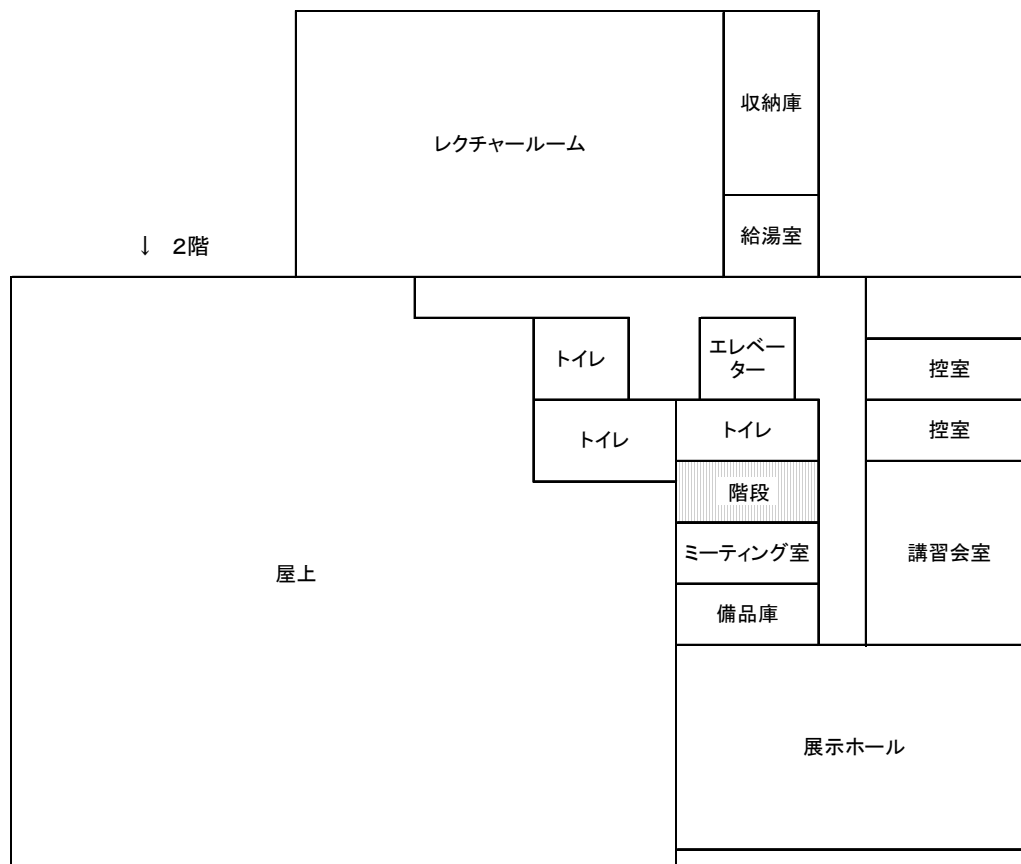 収納庫
レクチャールーム
給湯室
↓ 2階
トイレ
エレベー
ター
控室
トイレ
トイレ
控室
階段
ミーティング室
講習会室
屋上
備品庫
展示ホール